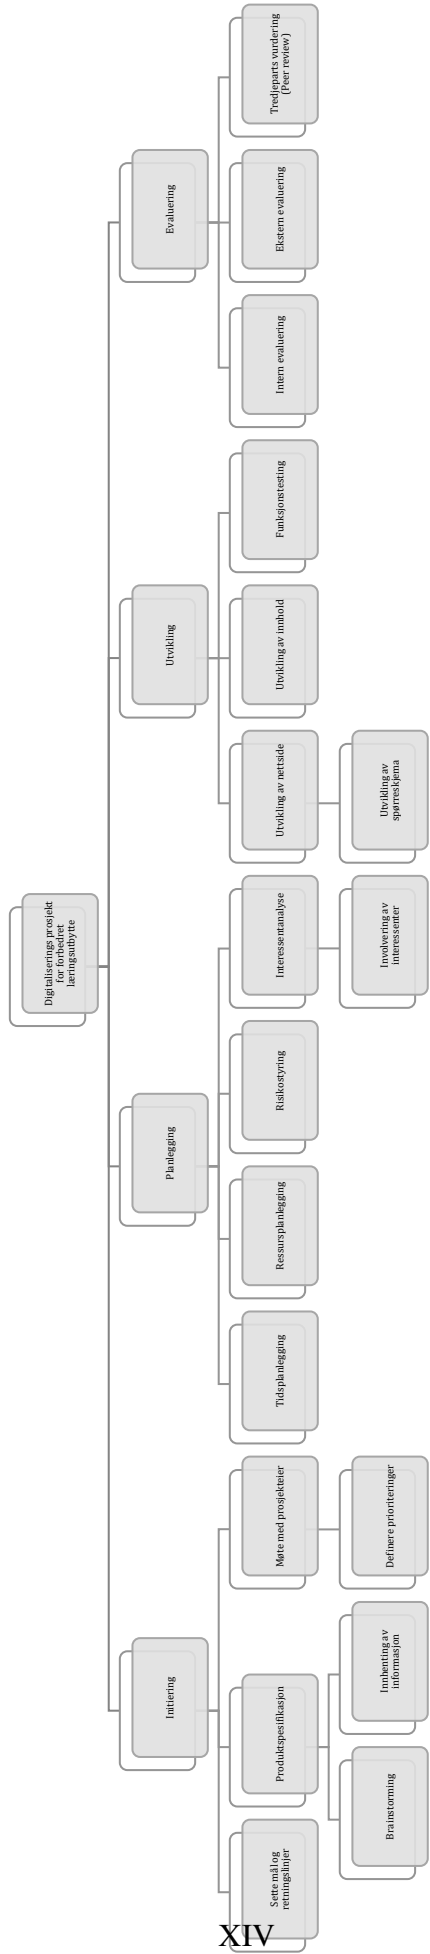 Digitaliserings prosjekt
for forbedret
læringsutbytte
Initiering
Sette mål og
retningslinjer
Produktspesifikasjon
Brainstorming
Innhenting av
informasjon
Møte med prosjekteier
Definere prioriteringer
Planlegging
Tidsplanlegging
Ressursplanlegging
Risikostyring
Interessentanalyse
Involvering av
interessenter
Utvikling
Utvikling av nettside
Utvikling av
spørreskjema
Utvikling av innhold
Funksjonstesting
Evaluering
Intern evaluering
Ekstern evaluering
Tredjeparts vurdering
(Peer review)
XIV